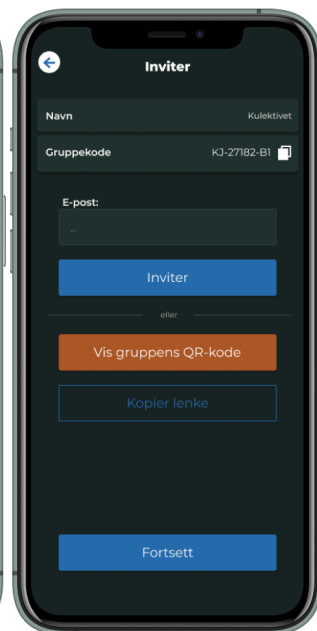 Inviter
Navn Kulektivet
Gruppekode KJ-27182-B1
E-post:
...
Inviter
eller
Vis gruppens QR-kode
Kopier lenke
Fortsett